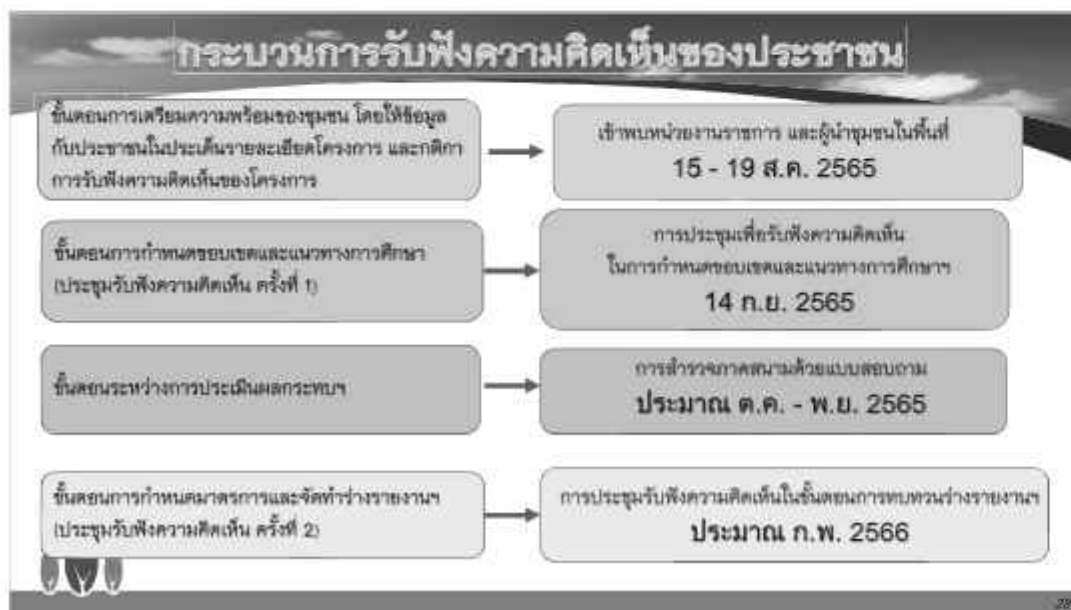 กระบวนการรับฟังความคิดเห็นของประชาชน
ขั้นตอนการเตรียมความพร้อมของชุมชน โดยให้ข้อมูล
กับประชาชนในประเด็นรายละเอียดโครงการ และกติกา
การรับฟังความคิดเห็นของโครงการ
เข้าพบหน่วยงานราชการ และผู้นำชุมชนในพื้นที่
15 - 19 ส.ค. 2565
ขั้นตอนการกำหนดขอบเขตและแนวทางการศึกษา
(ประชุมรับฟังความคิดเห็น ครั้งที่ 1)
การประชุมเพื่อรับฟังความคิดเห็น
ในการกำหนดขอบเขตและแนวทางการศึกษาฯ
14 ก.ย. 2565
ขั้นตอนระหว่างการประเมินผลกระทบฯ
การสำรวจภาคสนามด้วยแบบสอบถาม
ประมาณ ต.ค. - พ.ย. 2565
ขั้นตอนการกำหนดมาตรการและจัดทำร่างรายงานฯ
(ประชุมรับฟังความคิดเห็น ครั้งที่ 2)
การประชุมรับฟังความคิดเห็นในขั้นตอนการทบทวนร่างรายงานฯ
ประมาณ ก.พ. 2566